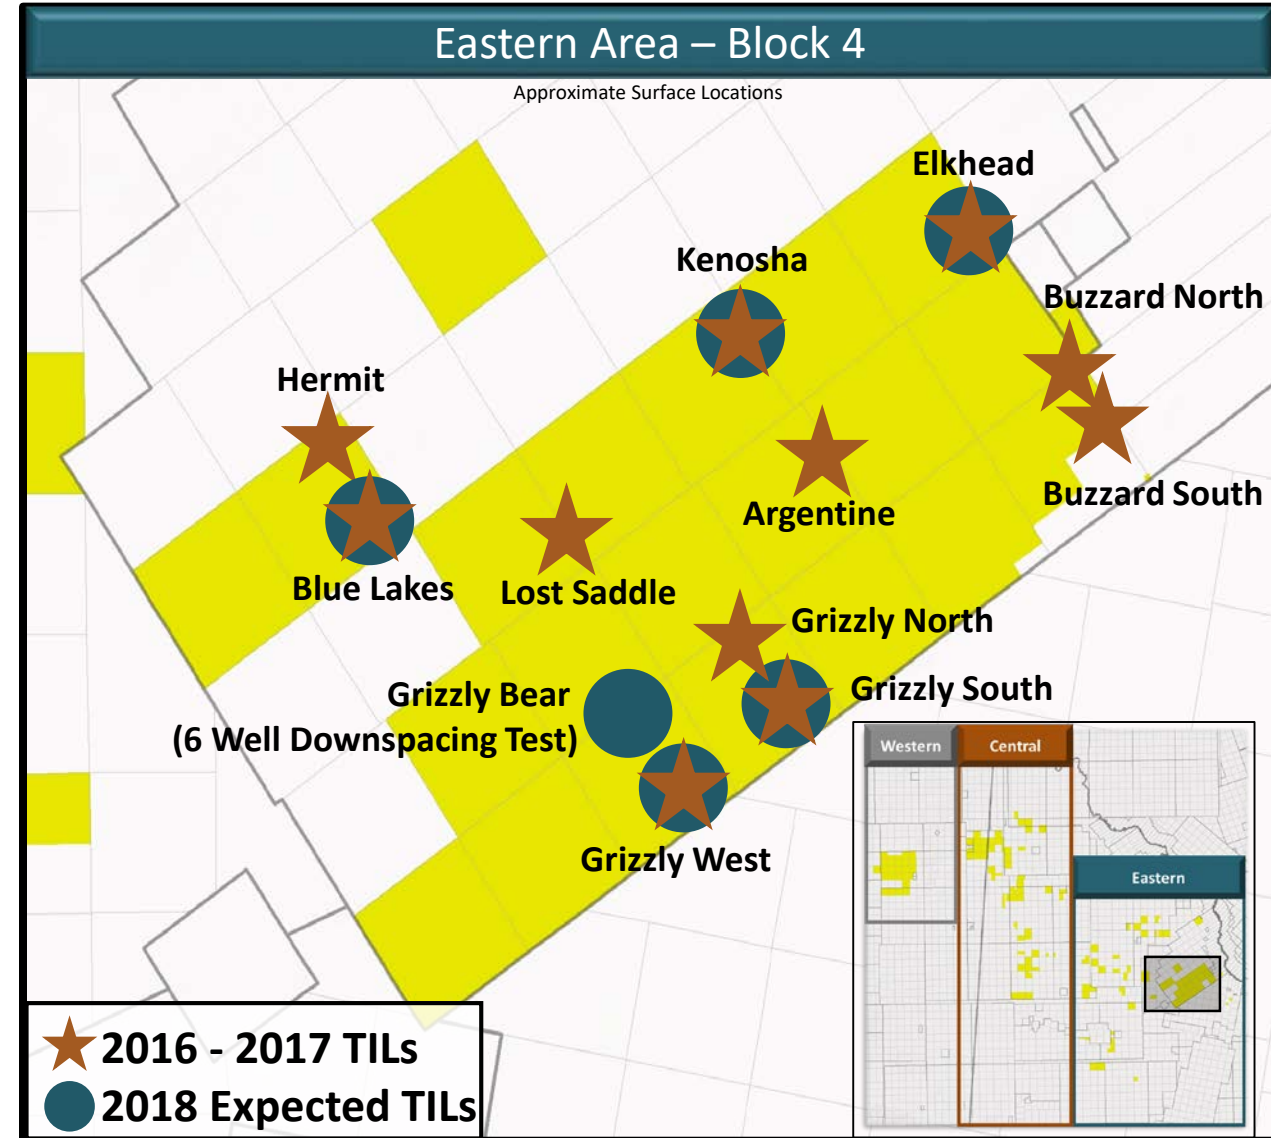 Eastern Area – Block 4
Approximate Surface Locations
Elkhead
Kenosha
Buzzard North
Hermit
Buzzard South
Argentine
Blue Lakes
Lost Saddle
Grizzly North
Grizzly Bear
(6 Well Downspacing Test)
Grizzly South
Grizzly West
Western
Central
Eastern
2016 - 2017 TILs
2018 Expected TILs